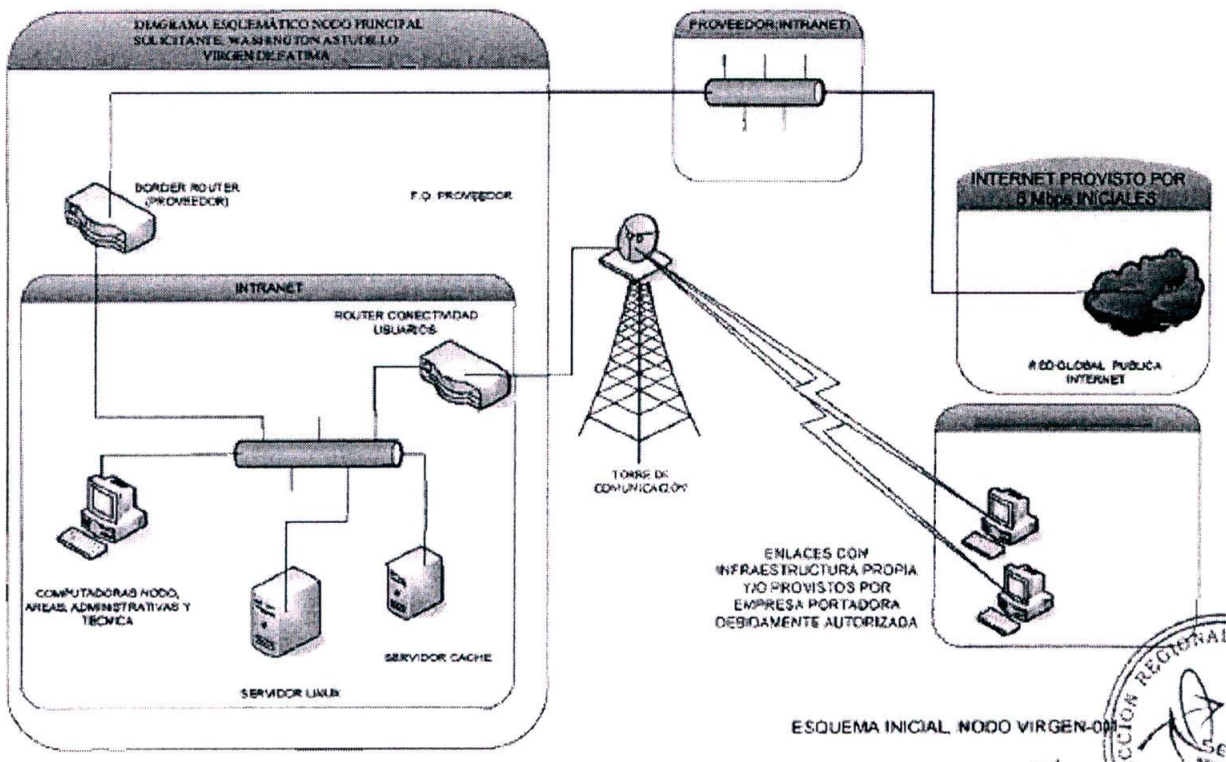 DIAGRAMA ESQUEMÁTICO NODO PRINCIPAL
SOLICITANTE: WASHINGTON ASTUDILLO
VIRGEN DE FATIMA
PROVEEDOR(INTRANET)
BORDER ROUTER
(PROVEEDOR)
F.O. PROVEEDOR
INTERNET PROVISTO POR
8 Mbps INICIALES
RED GLOBAL PUBLICA
INTERNET
INTRANET
ROUTER CONECTIVIDAD
USUARIOS
TORRE DE
COMUNICACIÓN
COMPUTADORAS NODO,
AREAS, ADMINISTRATIVAS Y
TECNICA
SERVIDOR LINUX
SERVIDOR CACHE
ENLACES CON
INFRAESTRUCTURA PROPIA
Y/O PROVISTOS POR
EMPRESA PORTADORA
DEBIDAMENTE AUTORIZADA
ESQUEMA INICIAL, NODO VIRGEN-001
REGIONAL